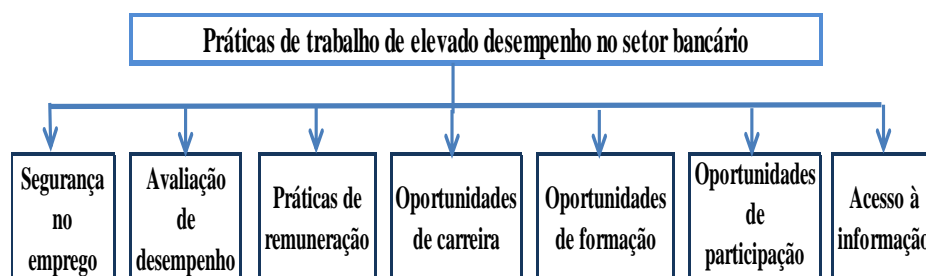 Práticas de trabalho de elevado desempenho no setor bancário
Segurança
no
emprego
Avaliação
de
desempenho
Práticas de
remuneração
Oportunidades
de carreira
Oportunidades
de formação
Oportunidades
de
participação
Acesso à
informação